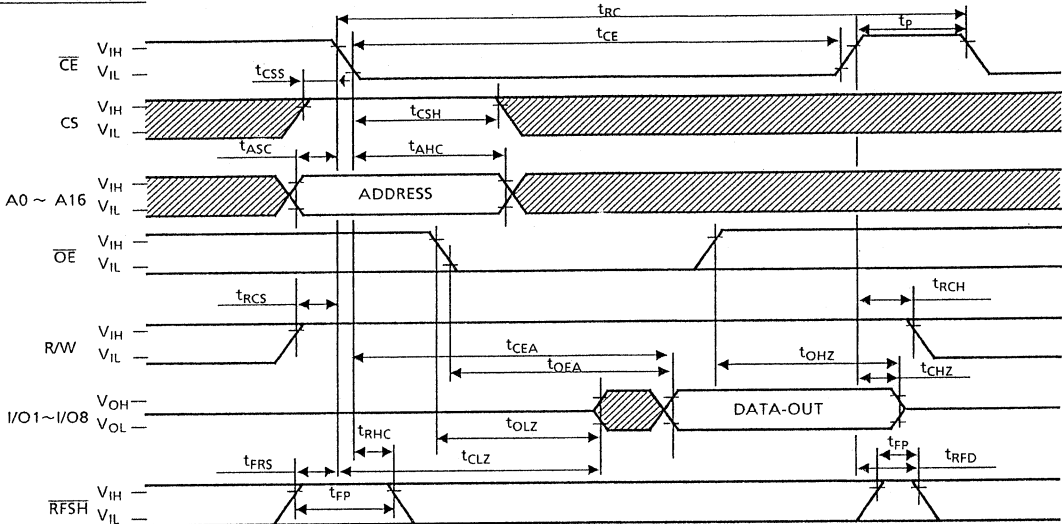 tRC
tCE
tP
CE
VIH
VIL
tCSS
CS
VIH
VIL
tCSH
tASC
tAHC
A0 ~ A16
VIH
VIL
ADDRESS
OE
VIH
VIL
tRCS
tRCH
R/W
VIH
VIL
tCEA
tOEA
tOHZ
tCHZ
I/O1~I/O8
VOH
VOL
DATA-OUT
tRHC
tOLZ
tFRS
tCLZ
tFP
tRFD
RFSH
VIH
VIL
tFP